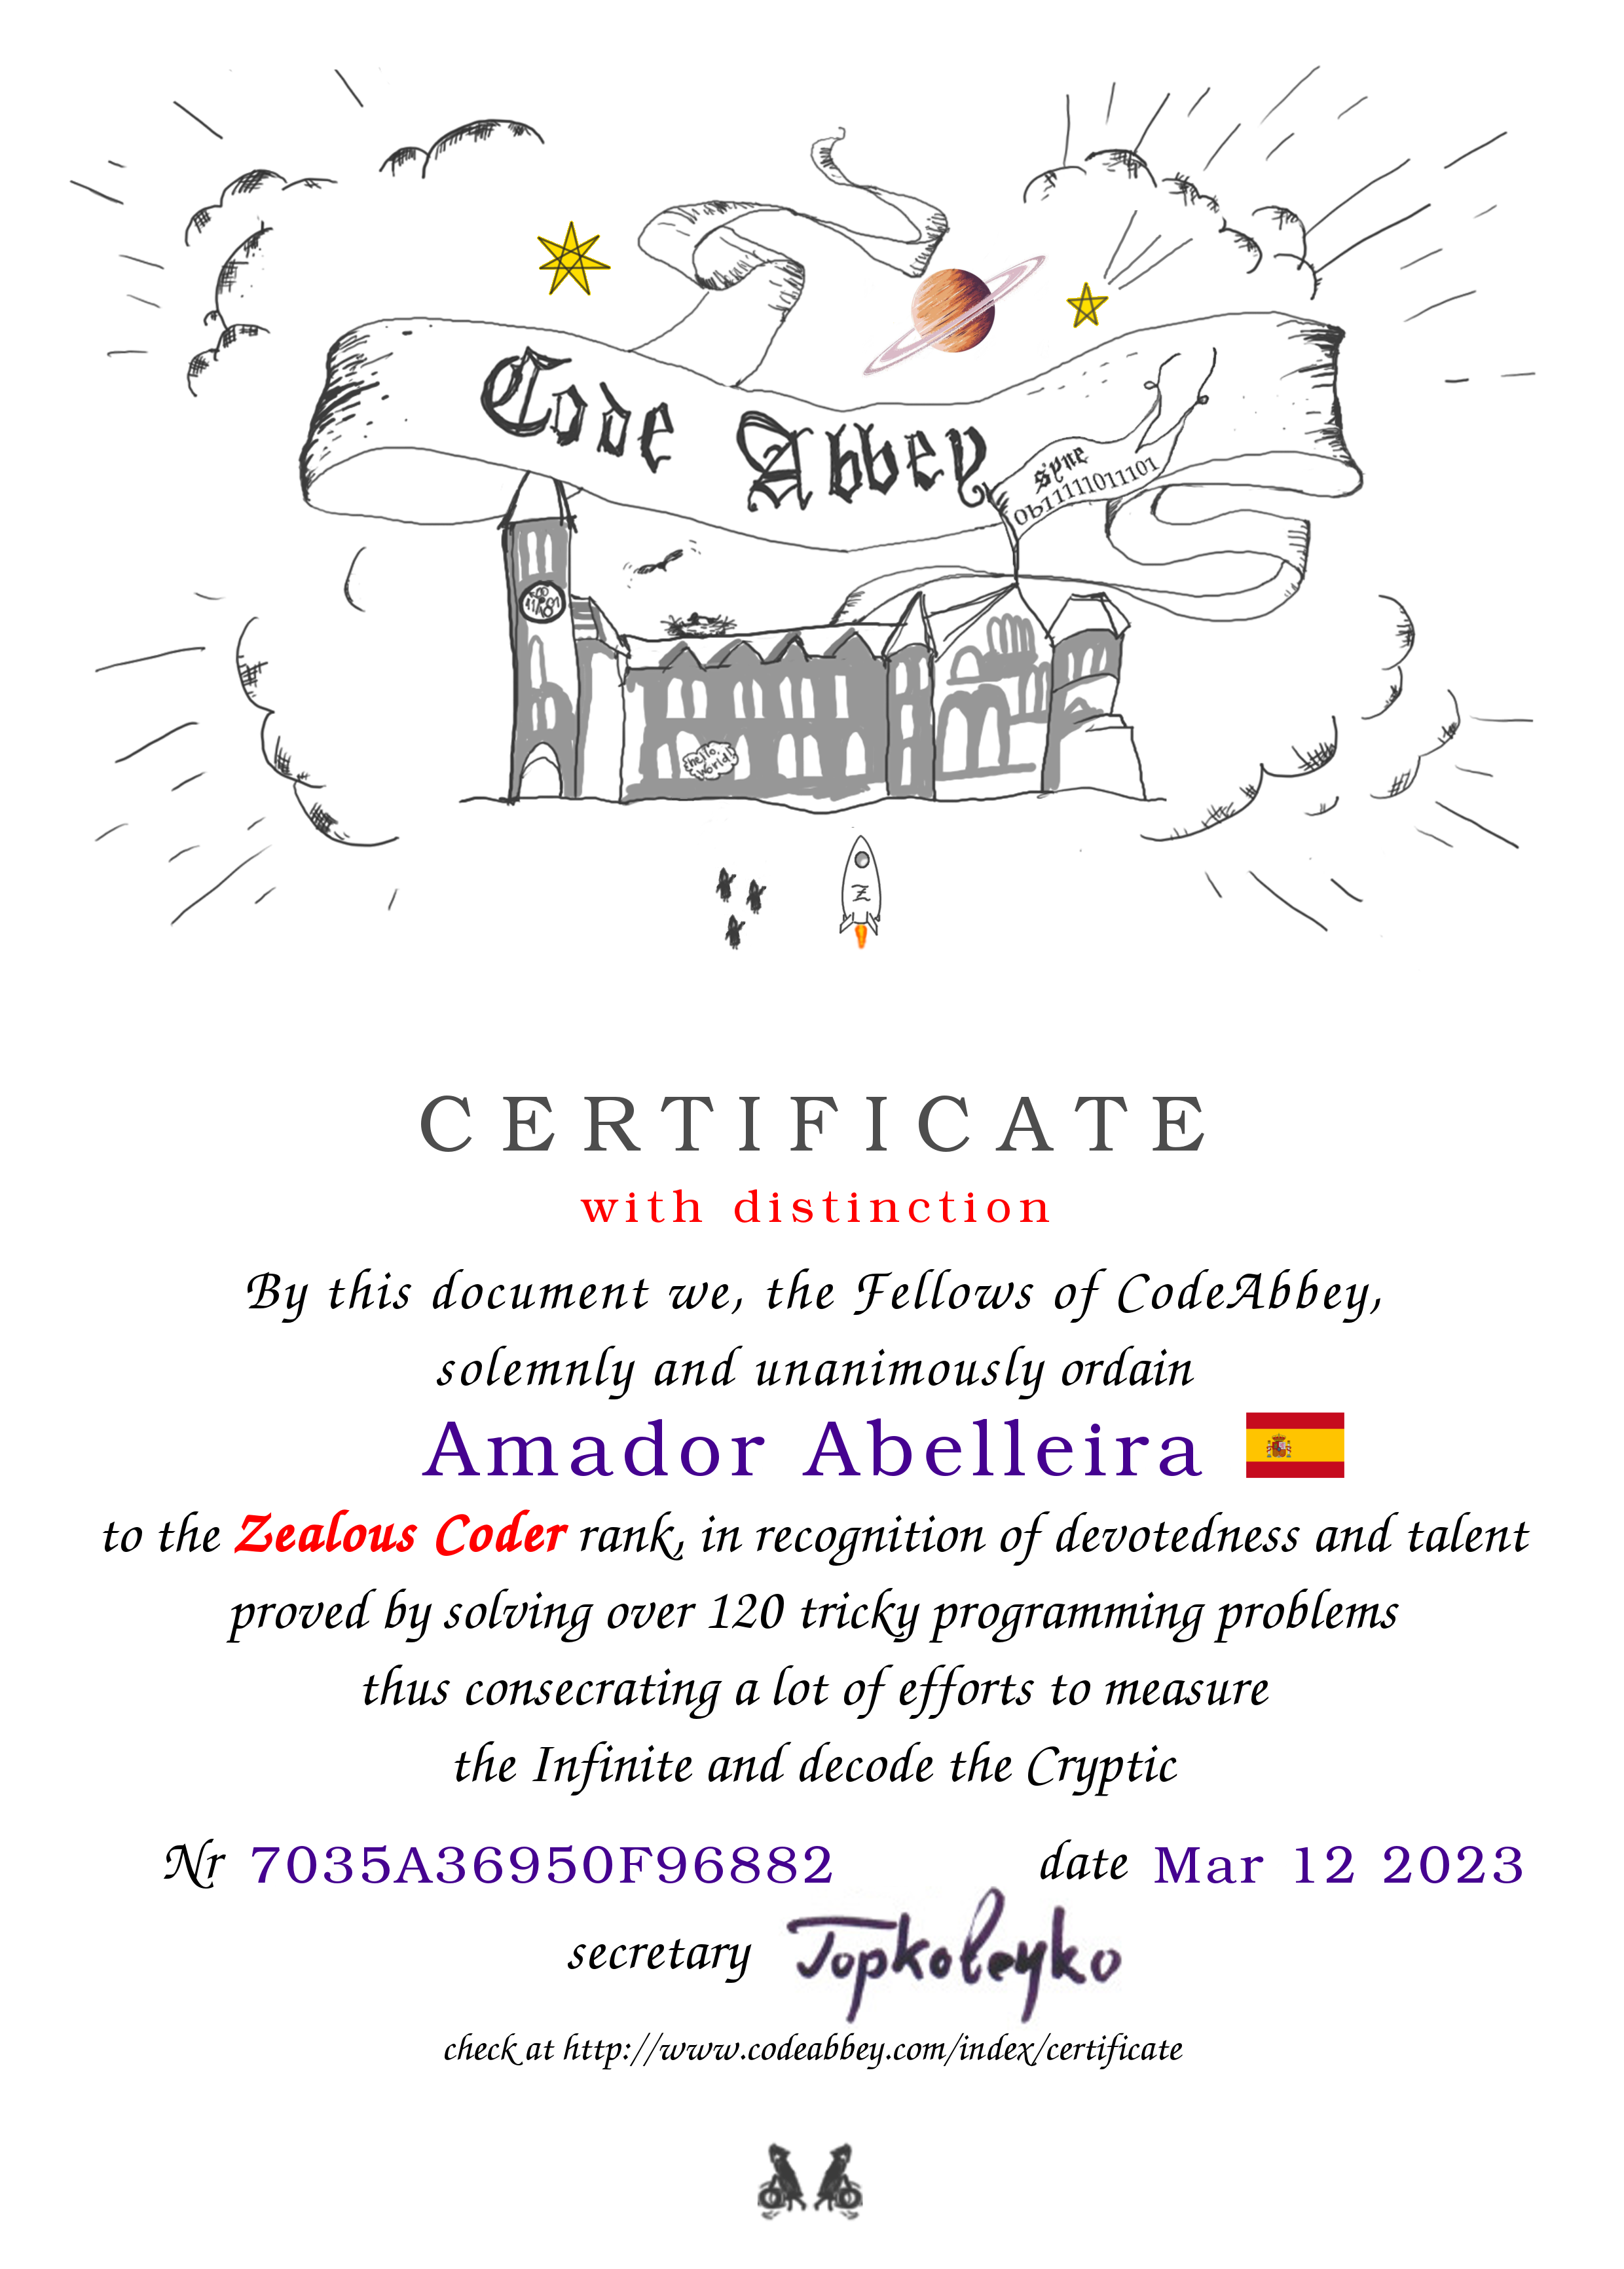 Code Abbey
syne
0b11111011101
hello,
world!
Z
CERTIFICATE
with distinction
By this document we, the Fellows of CodeAbbey,
solemnly and unanimously ordain
Amador Abelleira
to the Zealous Coder rank, in recognition of devotedness and talent
proved by solving over 120 tricky programming problems
thus consecrating a lot of efforts to measure
the Infinite and decode the Cryptic
Nr 7035A36950F96882 date Mar 12 2023
secretary
check at http://www.codeabbey.com/index/certificate